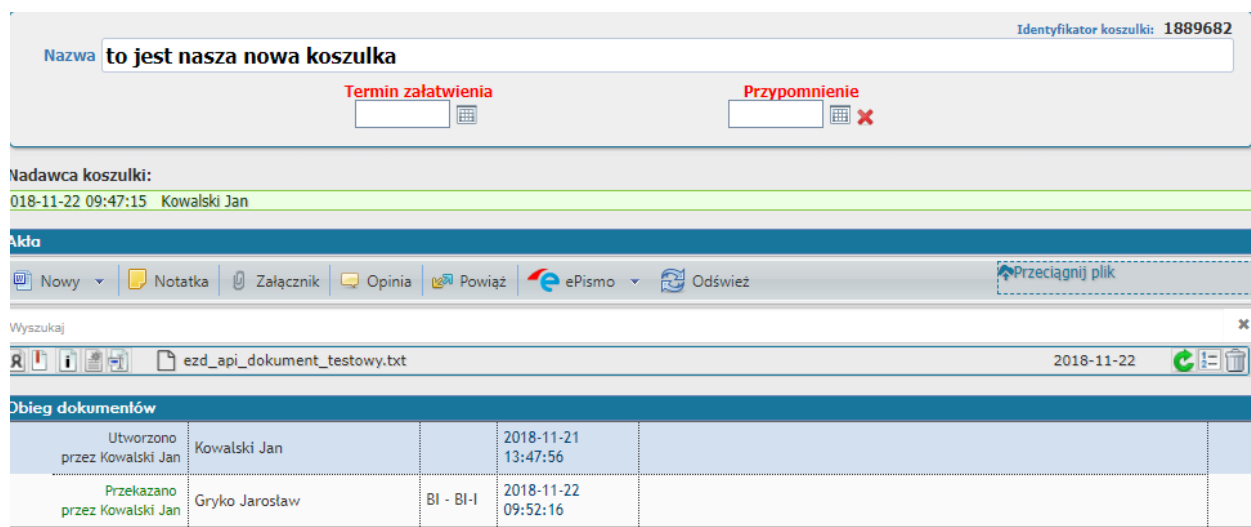 Identyfikator koszulki: 1889682
Nazwa to jest nasza nowa koszulka
Termin załatwienia Przypomnienie
Nadawca koszulki:
018-11-22 09:47:15 Kowalski Jan
Akta
Nowy Notatka Załącznik Opinia Powiąż ePismo Odśwież Przeciągnij plik
Wyszukaj
ezd_api_dokument_testowy.txt 2018-11-22
Obieg dokumentów
Utworzono
przez Kowalski Jan
Kowalski Jan
2018-11-21
13:47:56
Przekazano
przez Kowalski Jan
Gryko Jarosław
BI - BI-I
2018-11-22
09:52:16